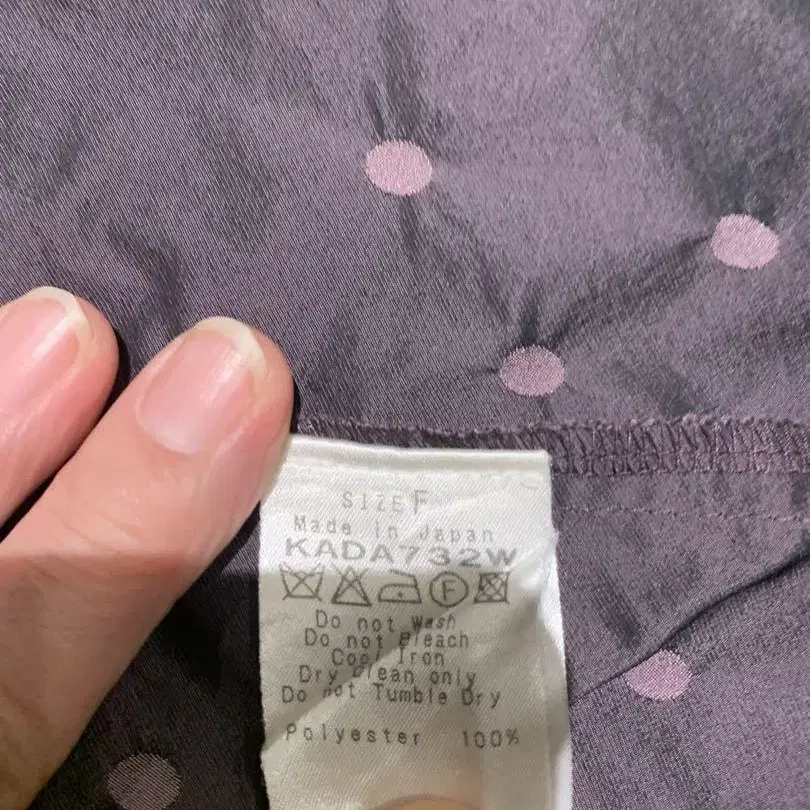 SIZE F
Made in Japan
KADA732W
F
Do not Wash
Do not Bleach
Cool Iron
Dry Clean only
Do not Tumble Dry
Polyester 100%